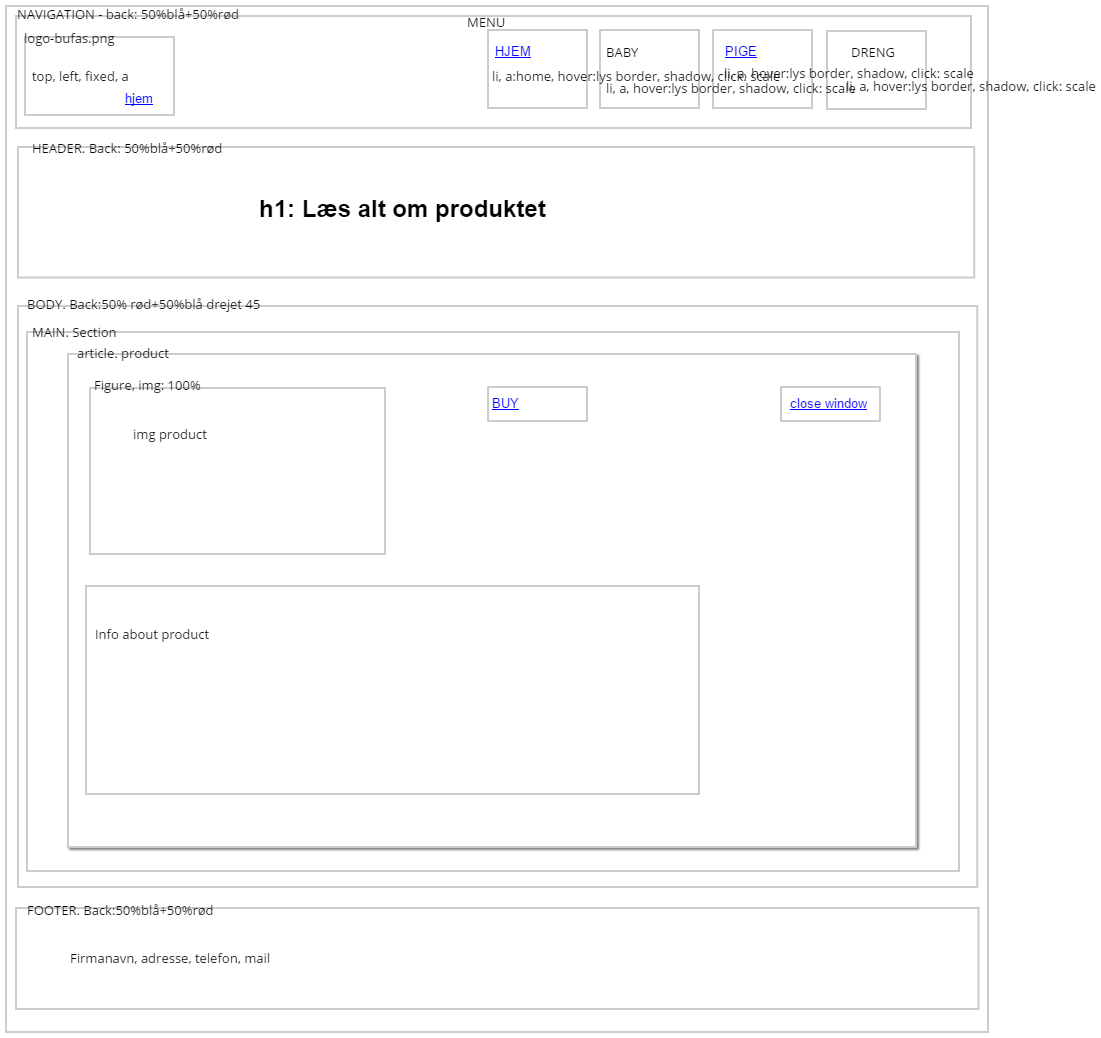 NAVIGATION - back: 50%blå+50%rød
MENU
logo-bufas.png
top, left, fixed, a
hjem
HJEM
li, a:home, hover:lys border, shadow, click: scale
BABY
li, a, hover:lys border, shadow, click: scale
PIGE
li, a, hover:lys border, shadow, click: scale
DRENG
li, a, hover:lys border, shadow, click: scale
HEADER. Back: 50%blå+50%rød
h1: Læs alt om produktet
BODY. Back:50% rød+50%blå drejet 45
MAIN. Section
article. product
Figure, img: 100%
img product
BUY
close window
Info about product
FOOTER. Back:50%blå+50%rød
Firmanavn, adresse, telefon, mail